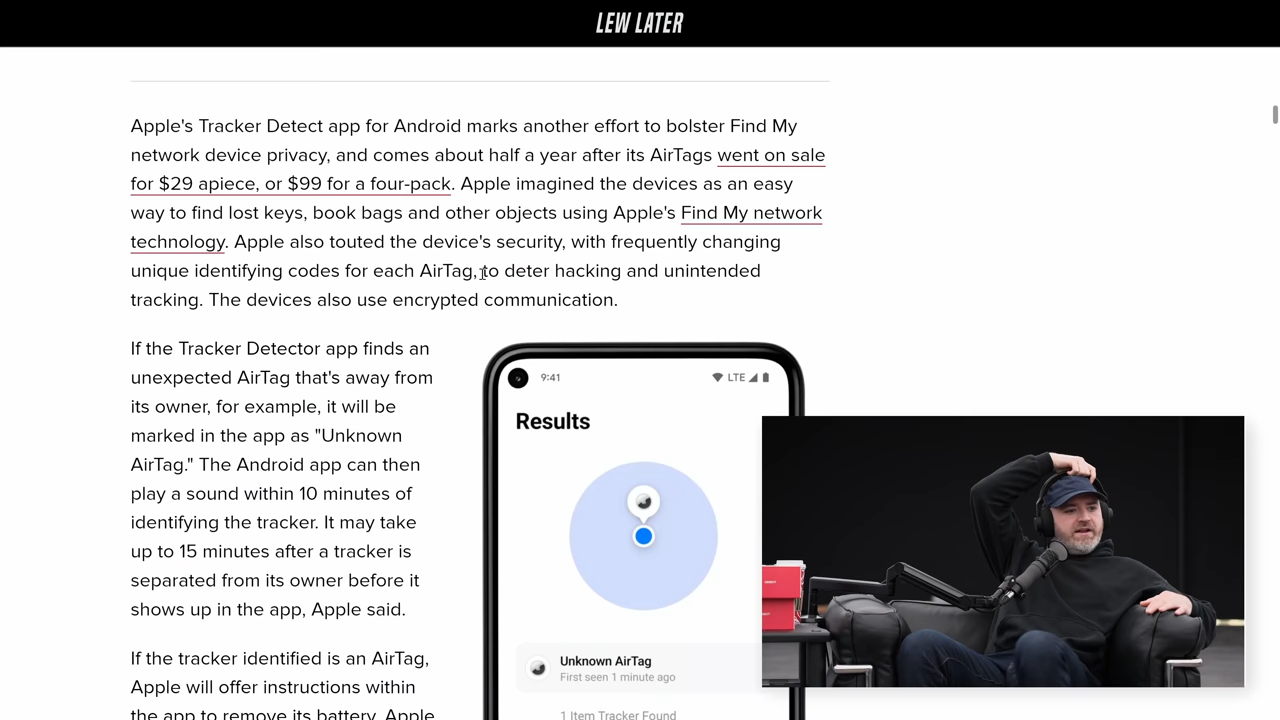 LEW LATER
Apple's Tracker Detect app for Android marks another effort to bolster Find My
network device privacy, and comes about half a year after its AirTags went on sale
for $29 apiece, or $99 for a four-pack. Apple imagined the devices as an easy
way to find lost keys, book bags and other objects using Apple's Find My network
technology. Apple also touted the device's security, with frequently changing
unique identifying codes for each AirTag, to deter hacking and unintended
tracking. The devices also use encrypted communication.
If the Tracker Detector app finds an
unexpected AirTag that's away from
its owner, for example, it will be
marked in the app as "Unknown
AirTag." The Android app can then
play a sound within 10 minutes of
identifying the tracker. It may take
up to 15 minutes after a tracker is
separated from its owner before it
shows up in the app, Apple said.
If the tracker identified is an AirTag,
Apple will offer instructions within
the app to remove its battery. Apple
9:41
LTE
Results
Unknown AirTag
First seen 1 minute ago
1 Item Tracker Found